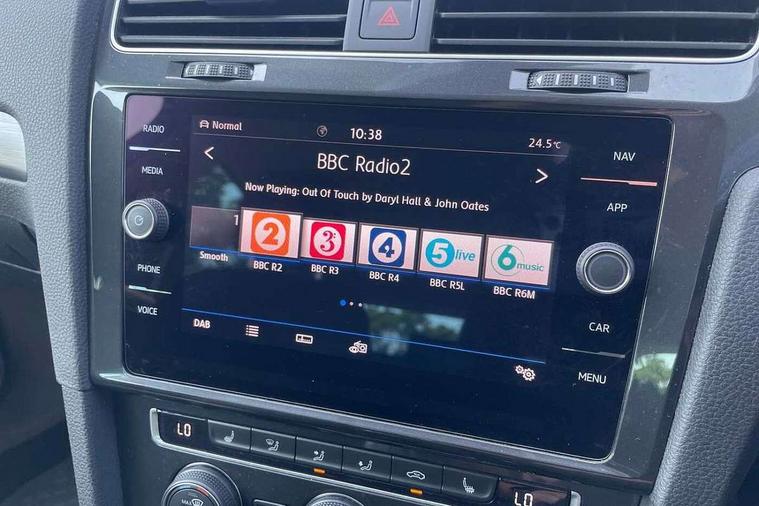 RADIO
MEDIA
PHONE
VOICE
Normal
10:38
24.5°C
BBC Radio2
Now Playing: Out Of Touch by Daryl Hall & John Oates
1
2
3
4
5 live
6 music
Smooth
BBC R2
BBC R3
BBC R4
BBC R5L
BBC R6M
DAB
NAV
APP
CAR
MENU
LO
LO
MAX